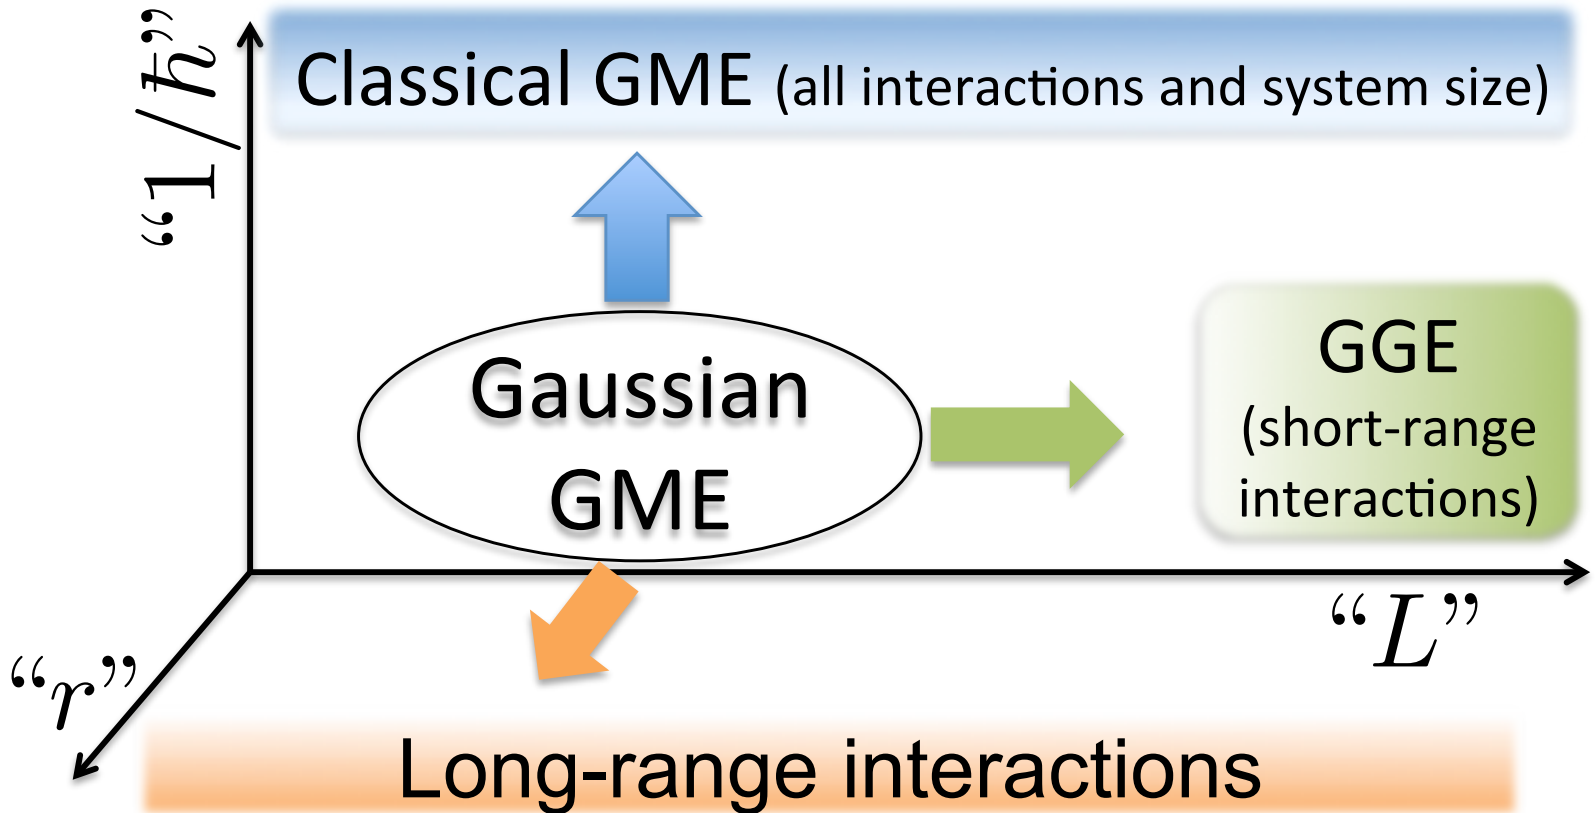 “1/ℏ”
Classical GME (all interactions and system size)
Gaussian
GME
GGE
(short-range
interactions)
“L”
“r”
Long-range interactions